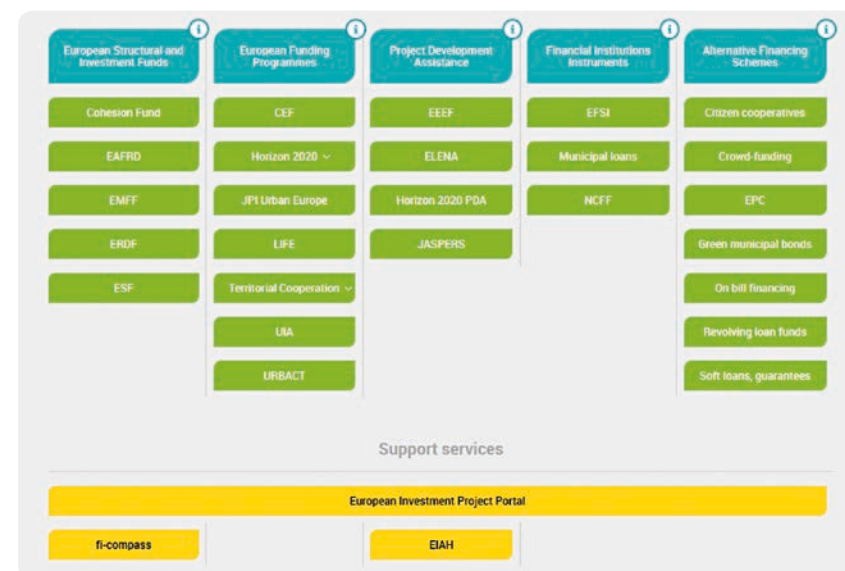 European Structural and
Investment Funds
European Funding
Programmes
Project Development
Assistance
Financial Institutions
Instruments
Alternative Financing
Schemes
Cohesion Fund
CEF
EEEF
EFSI
Citizen cooperatives
EAFRD
Horizon 2020
ELENA
Municipal loans
Crowd-funding
EMFF
JPI Urban Europe
Horizon 2020 PDA
NCFF
EPC
ERDF
LIFE
JASPERS
Green municipal bonds
ESF
Territorial Cooperation
On bill financing
UIA
Revolving loan funds
URBACT
Soft loans, guarantees
Support services
European Investment Project Portal
fi-compass
EIAH